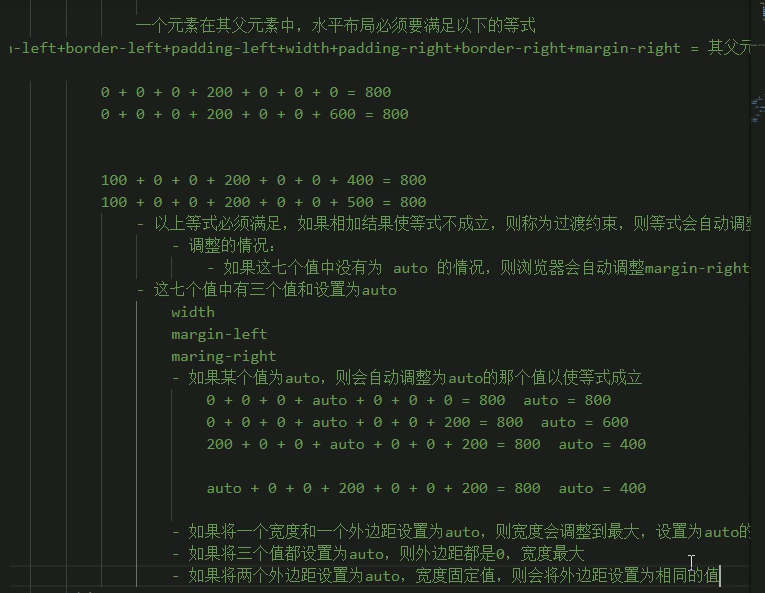 一个元素在其父元素中，水平布局必须要满足以下的等式
-left+border-left+padding-left+width+padding-right+border-right+margin-right = 其父元
0 + 0 + 0 + 200 + 0 + 0 + 0 = 800
0 + 0 + 0 + 200 + 0 + 0 + 600 = 800
100 + 0 + 0 + 200 + 0 + 0 + 400 = 800
100 + 0 + 0 + 200 + 0 + 0 + 500 = 800
- 以上等式必须满足，如果相加结果使等式不成立，则称为过渡约束，则等式会自动调整
- 调整的情况：
- 如果这七个值中没有为 auto 的情况，则浏览器会自动调整margin-right
- 这七个值中有三个值和设置为auto
width
margin-left
maring-right
- 如果某个值为auto，则会自动调整为auto的那个值以使等式成立
0 + 0 + 0 + auto + 0 + 0 + 0 = 800 auto = 800
0 + 0 + 0 + auto + 0 + 0 + 200 = 800 auto = 600
200 + 0 + 0 + auto + 0 + 0 + 200 = 800 auto = 400
auto + 0 + 0 + 200 + 0 + 0 + 200 = 800 auto = 400
- 如果将一个宽度和一个外边距设置为auto，则宽度会调整到最大，设置为auto的
- 如果将三个值都设置为auto，则外边距都是0，宽度最大
- 如果将两个外边距设置为auto，宽度固定值，则会将外边距设置为相同的值